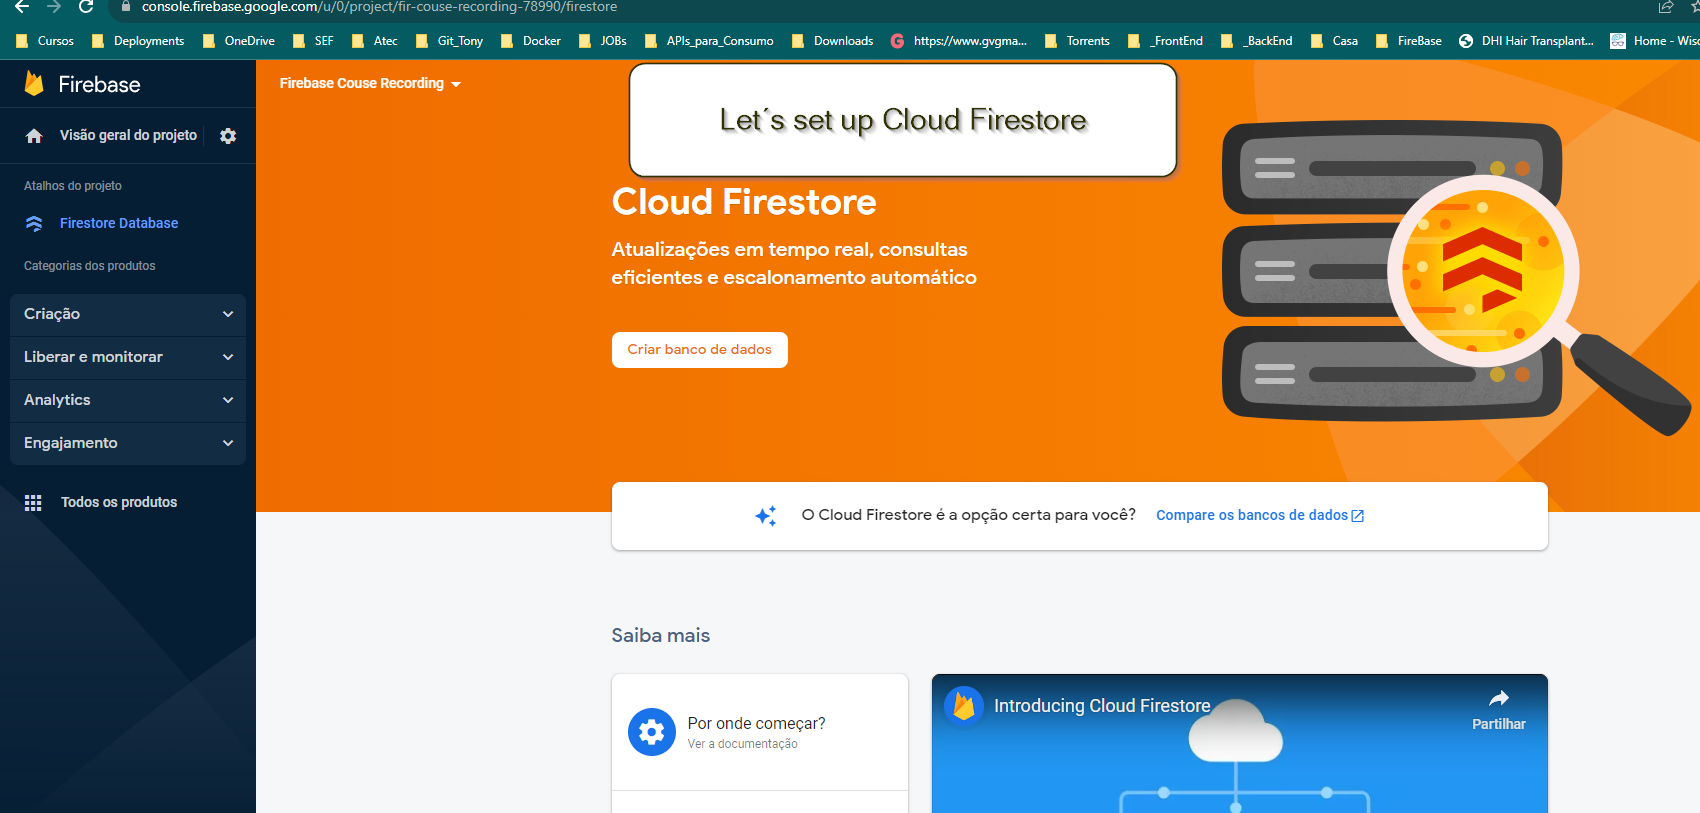 console.firebase.google.com/u/0/project/fir-couse-recording-78990/firestore
Cursos Deployments OneDrive SEF Atec Git_Tony Docker JOBs APIs_para_Consumo Downloads https://www.gvgma... Torrents _FrontEnd _BackEnd Casa FireBase DHI Hair Transplant... Home - Wisc
Firebase
Firebase Couse Recording
Let´s set up Cloud Firestore
Visão geral do projeto
Atalhos do projeto
Firestore Database
Categorias dos produtos
Criação
Liberar e monitorar
Analytics
Engajamento
Todos os produtos
Cloud Firestore
Atualizações em tempo real, consultas
eficientes e escalonamento automático
Criar banco de dados
O Cloud Firestore é a opção certa para você? Compare os bancos de dados
Saiba mais
Por onde começar?
Ver a documentação
Introducing Cloud Firestore
Partilhar